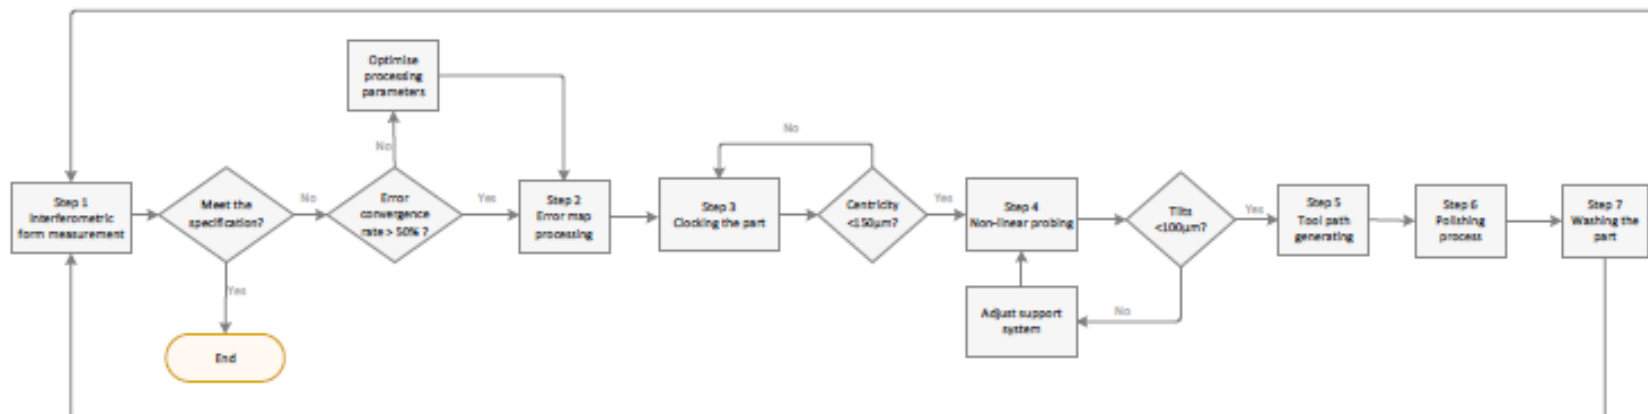 Optimise
processing
parameters
No
No
Step 1
Interferometric
form measurement
Meet the
specification?
No
Error
convergence
rate > 50% ?
Yes
Step 2
Error map
processing
Step 3
Clocking the part
Centricity
<150µm?
Yes
Step 4
Non-linear probing
Tilts
<100µm?
Yes
Step 5
Tool path
generating
Step 6
Polishing
process
Step 7
Washing the
part
Yes
Adjust support
system
No
End